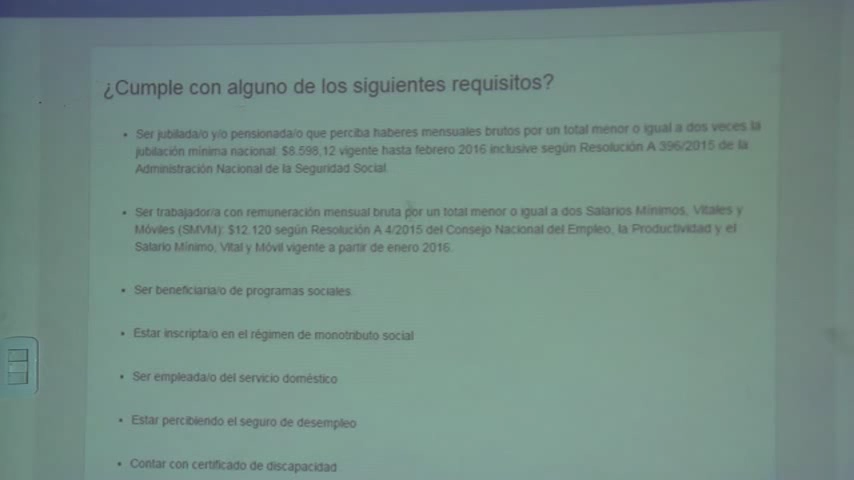 ¿Cumple con alguno de los siguientes requisitos?
• Ser jubilada/o y/o pensionada/o que perciba haberes mensuales brutos por un total menor o igual a dos veces la
jubilación mínima nacional: $8.598,12 vigente hasta febrero 2016 inclusive según Resolución A 396/2015 de la
Administración Nacional de la Seguridad Social.
• Ser trabajador/a con remuneración mensual bruta por un total menor o igual a dos Salarios Mínimos, Vitales y
Móviles (SMVM): $12.120 según Resolución A 4/2015 del Consejo Nacional del Empleo, la Productividad y el
Salario Mínimo, Vital y Móvil vigente a partir de enero 2016.
• Ser beneficiaria/o de programas sociales.
• Estar inscripta/o en el régimen de monotributo social
• Ser empleada/o del servicio doméstico
• Estar percibiendo el seguro de desempleo
• Contar con certificado de discapacidad